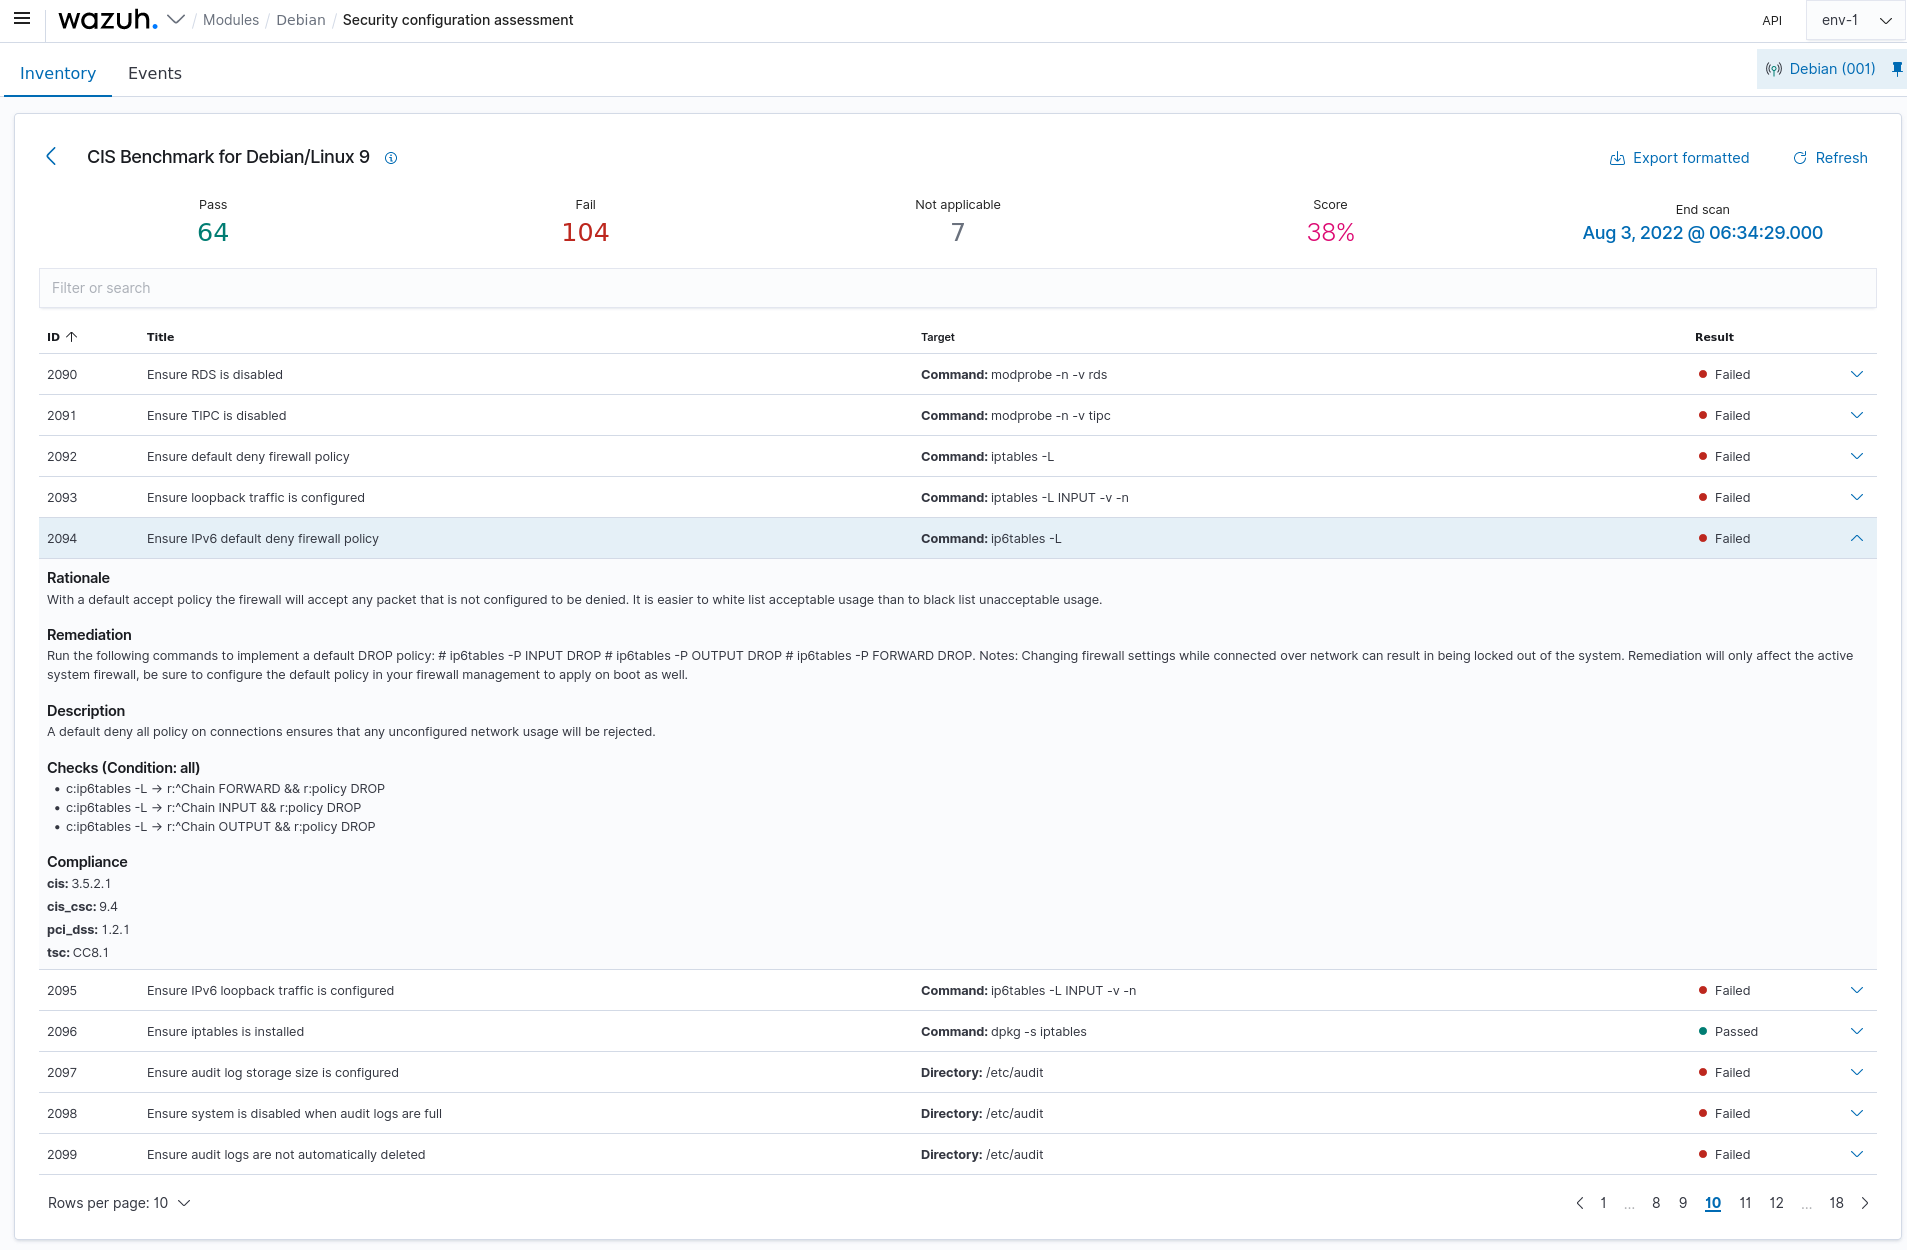 wazuh. / Modules / Debian / Security configuration assessment API env-1
Inventory Events Debian (001)
CIS Benchmark for Debian/Linux 9 Export formatted Refresh
Pass Fail Not applicable Score End scan
64 104 7 38% Aug 3, 2022 @ 06:34:29.000
Filter or search
ID Title Target Result
2090 Ensure RDS is disabled Command: modprobe -n -v rds Failed
2091 Ensure TIPC is disabled Command: modprobe -n -v tipc Failed
2092 Ensure default deny firewall policy Command: iptables -L Failed
2093 Ensure loopback traffic is configured Command: iptables -L INPUT -v -n Failed
2094 Ensure IPv6 default deny firewall policy Command: ip6tables -L Failed
Rationale
With a default accept policy the firewall will accept any packet that is not configured to be denied. It is easier to white list acceptable usage than to black list unacceptable usage.
Remediation
Run the following commands to implement a default DROP policy: # ip6tables -P INPUT DROP # ip6tables -P OUTPUT DROP # ip6tables -P FORWARD DROP. Notes: Changing firewall settings while connected over network can result in being locked out of the system. Remediation will only affect the active
system firewall, be sure to configure the default policy in your firewall management to apply on boot as well.
Description
A default deny all policy on connections ensures that any unconfigured network usage will be rejected.
Checks (Condition: all)
• c:ip6tables -L → r:^Chain FORWARD && r:policy DROP
• c:ip6tables -L → r:^Chain INPUT && r:policy DROP
• c:ip6tables -L → r:^Chain OUTPUT && r:policy DROP
Compliance
cis: 3.5.2.1
cis_csc: 9.4
pci_dss: 1.2.1
tsc: CC8.1
2095 Ensure IPv6 loopback traffic is configured Command: ip6tables -L INPUT -v -n Failed
2096 Ensure iptables is installed Command: dpkg -s iptables Passed
2097 Ensure audit log storage size is configured Directory: /etc/audit Failed
2098 Ensure system is disabled when audit logs are full Directory: /etc/audit Failed
2099 Ensure audit logs are not automatically deleted Directory: /etc/audit Failed
Rows per page: 10 1 ... 8 9 10 11 12 ... 18